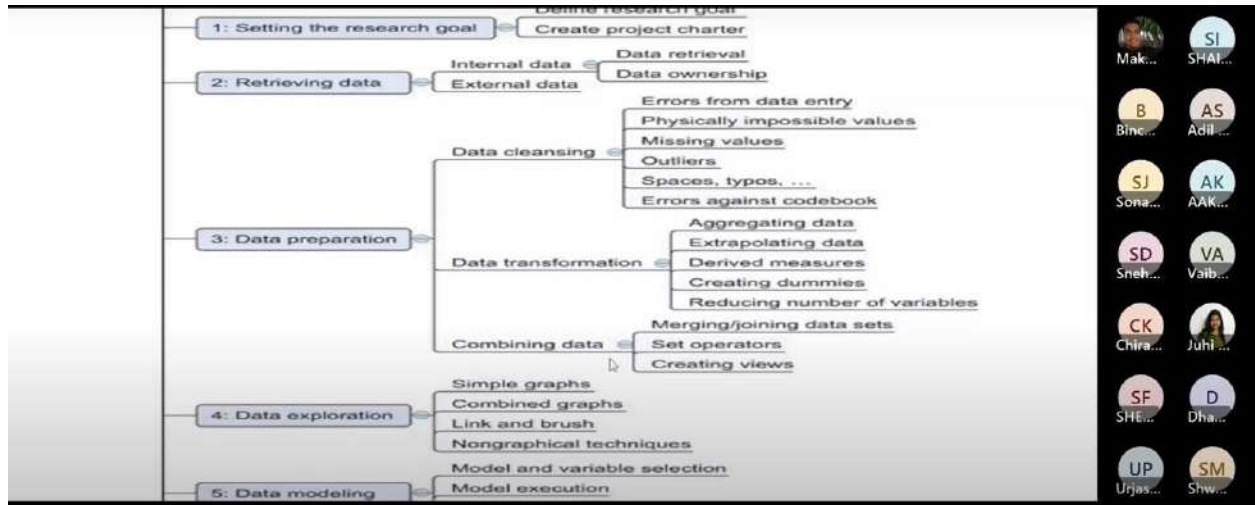 Define research goal
1: Setting the research goal
Create project charter
Data retrieval
Internal data
Data ownership
2: Retrieving data
External data
Errors from data entry
Physically impossible values
Missing values
Data cleansing
Outliers
Spaces, typos, ...
Errors against codebook
3: Data preparation
Aggregating data
Extrapolating data
Data transformation
Derived measures
Creating dummies
Reducing number of variables
Merging/joining data sets
Combining data
Set operators
Creating views
Simple graphs
Combined graphs
4: Data exploration
Link and brush
Nongraphical techniques
Model and variable selection
5: Data modeling
Model execution
Mak...
SI
SHAI...
B
Binc...
AS
Adil ...
SJ
Sona...
AK
AAK...
SD
Sneh...
VA
Vaib...
CK
Chira...
Juhi ...
SF
SHE...
D
Dha...
UP
Urjas...
SM
Shw...